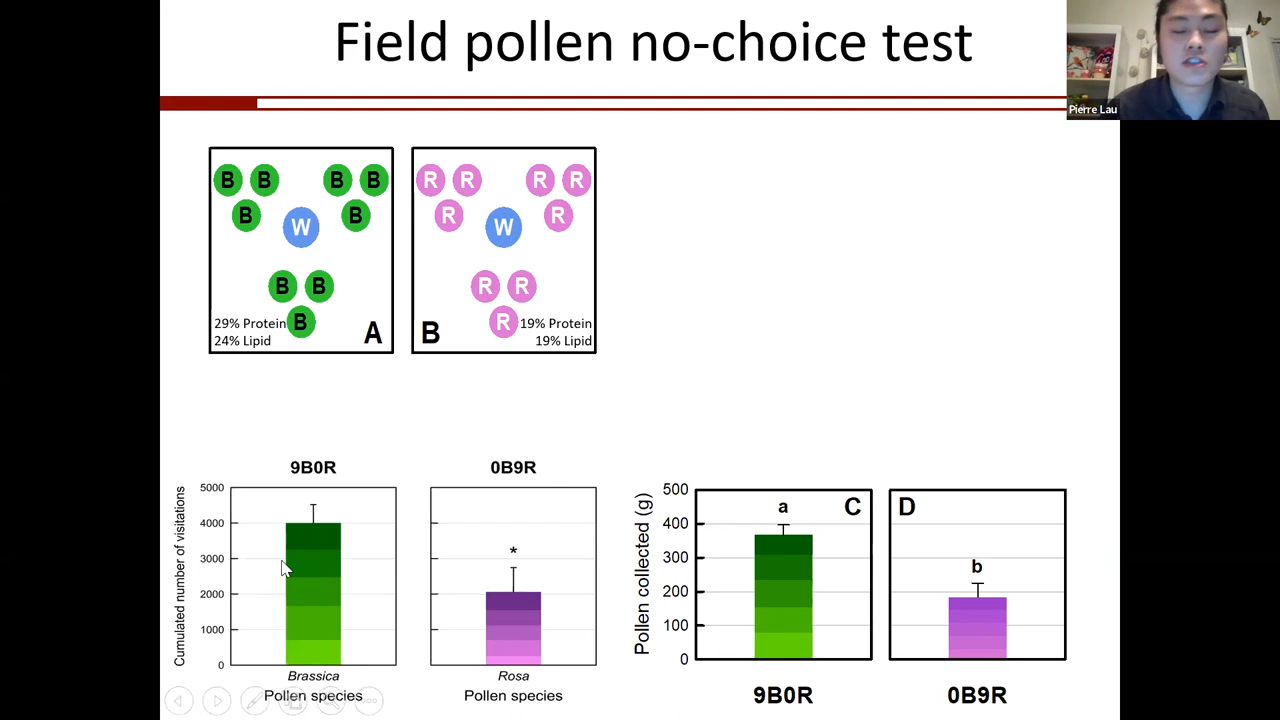 Field pollen no-choice test
Pierre Lau
B B B B
B B
W
B B
B
29% Protein
24% Lipid
A
R R R R
R R
W
R R
R
B
19% Protein
19% Lipid
9B0R
0B9R
Cumulated number of visitations
5000
4000
3000
2000
1000
0
*
Brassica
Rosa
Pollen species
Pollen species
Pollen collected (g)
500
400
300
200
100
0
a
C
D
b
9B0R
0B9R